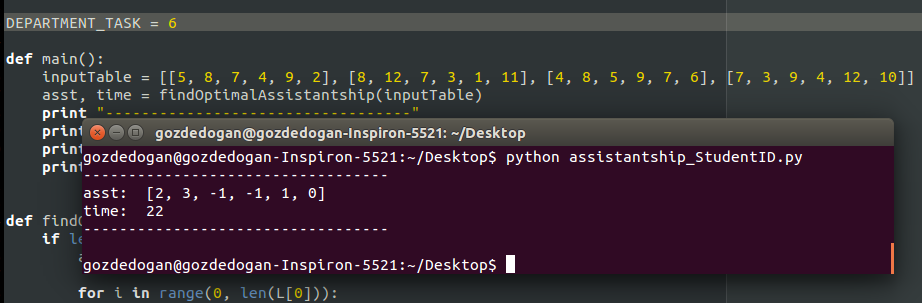 DEPARTMENT_TASK = 6
def main():
inputTable = [[5, 8, 7, 4, 9, 2], [8, 12, 7, 3, 1, 11], [4, 8, 5, 9, 7, 6], [7, 3, 9, 4, 12, 10]]
asst, time = findOptimalAssistantship(inputTable)
print "----------------------------------"
print
print
print
gozdedogan@gozdedogan-Inspiron-5521: ~/Desktop
gozdedogan@gozdedogan-Inspiron-5521:~/Desktop$ python assistantship_StudentID.py
----------------------------------
asst:  [2, 3, -1, -1, 1, 0]
time:  22
----------------------------------
gozdedogan@gozdedogan-Inspiron-5521:~/Desktop$
def
if
for i in range(0, len(L[0])):